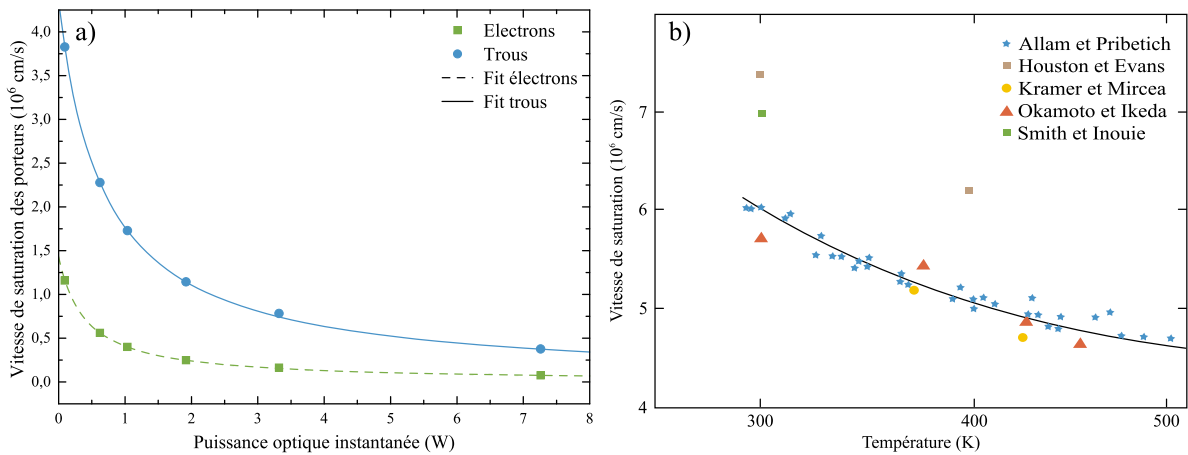 a)
Vitesse de saturation des porteurs (10⁶ cm/s)
4,0
3,5
3,0
2,5
2,0
1,5
1,0
0,5
0,0
Electrons
Trous
Fit électrons
Fit trous
0 1 2 3 4 5 6 7 8
Puissance optique instantanée (W)
b)
Vitesse de saturation (10⁶ cm/s)
7
6
5
4
Allam et Pribetich
Houston et Evans
Kramer et Mircea
Okamoto et Ikeda
Smith et Inouie
300 400 500
Température (K)